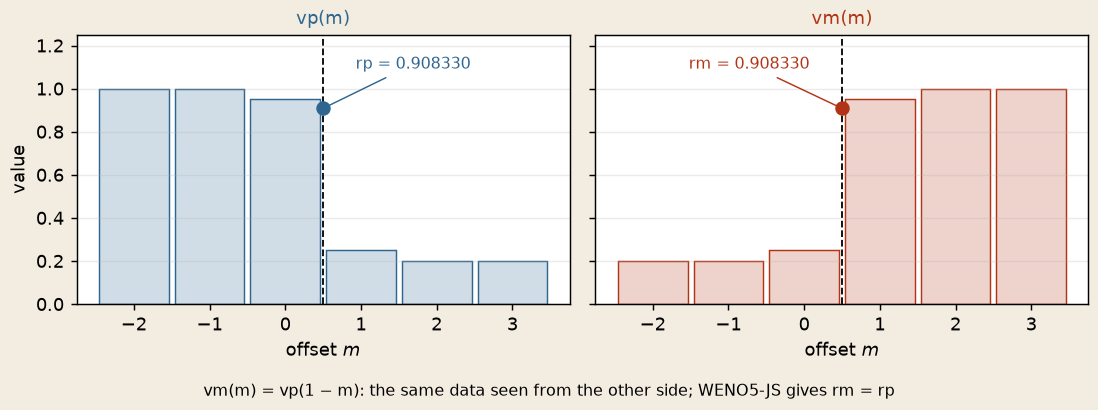 vp(m)
vm(m)
1.2
1.0
0.8
0.6
0.4
0.2
0.0
value
rp = 0.908330
rm = 0.908330
−2 −1 0 1 2 3
−2 −1 0 1 2 3
offset m
offset m
vm(m) = vp(1 − m): the same data seen from the other side; WENO5-JS gives rm = rp